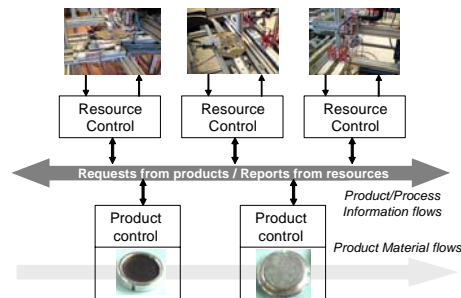 Resource
Control
Resource
Control
Resource
Control
Requests from products / Reports from resources
Product/Process
Information flows
Product
control
Product
control
Product Material flows